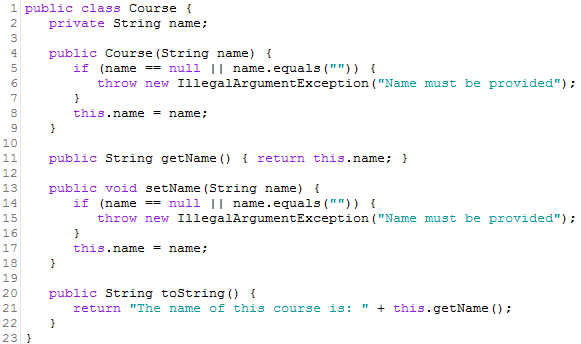 1 public class Course {
2    private String name;
3
4    public Course(String name) {
5       if (name == null || name.equals("")) {
6          throw new IllegalArgumentException("Name must be provided");
7       }
8       this.name = name;
9    }
10
11    public String getName() { return this.name; }
12
13    public void setName(String name) {
14       if (name == null || name.equals("")) {
15          throw new IllegalArgumentException("Name must be provided");
16       }
17       this.name = name;
18    }
19
20    public String toString() {
21       return "The name of this course is: " + this.getName();
22    }
23 }